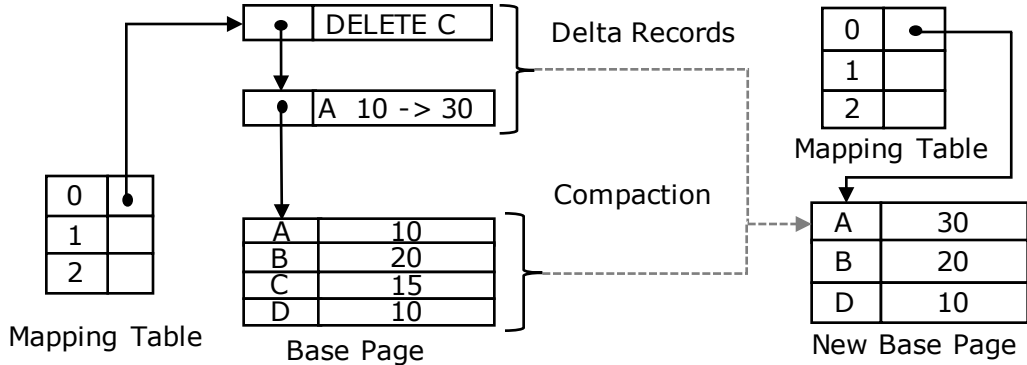 DELETE C
A 10 -> 30
Delta Records
0
1
2
Mapping Table
0
1
2
Mapping Table
A 10
B 20
C 15
D 10
Base Page
Compaction
A 30
B 20
D 10
New Base Page